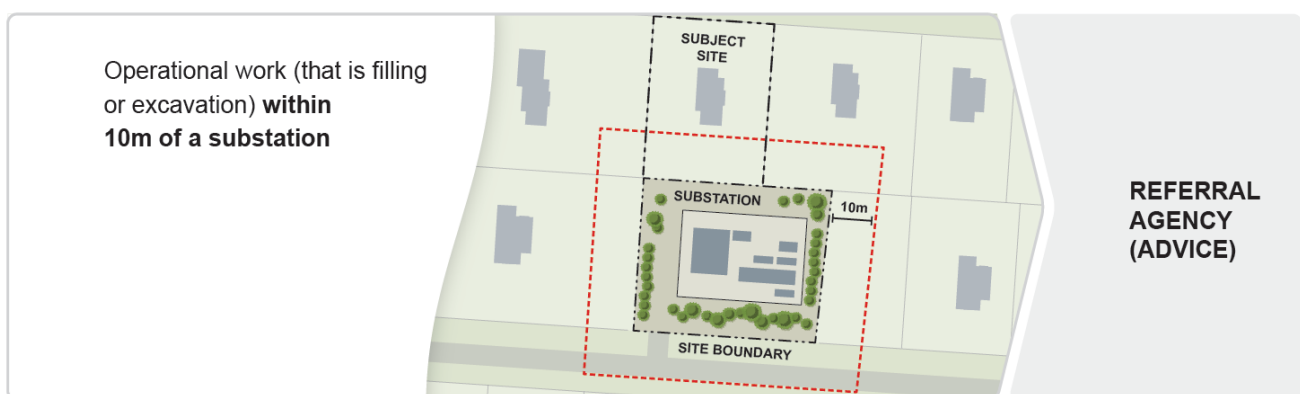 Operational work (that is filling
or excavation) within
10m of a substation
SUBJECT
SITE
SUBSTATION
10m
SITE BOUNDARY
REFERRAL
AGENCY
(ADVICE)